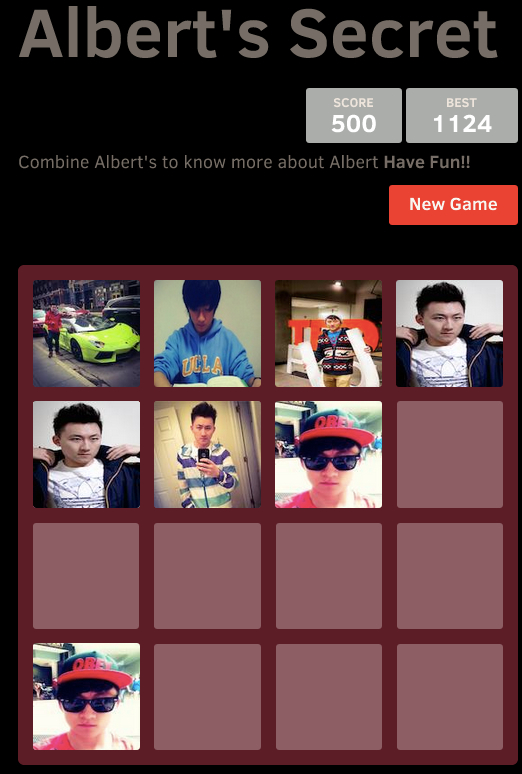 Albert's Secret
SCORE BEST
500 1124
Combine Albert's to know more about Albert Have Fun!!
New Game
UCLA
OBEY
OBEY